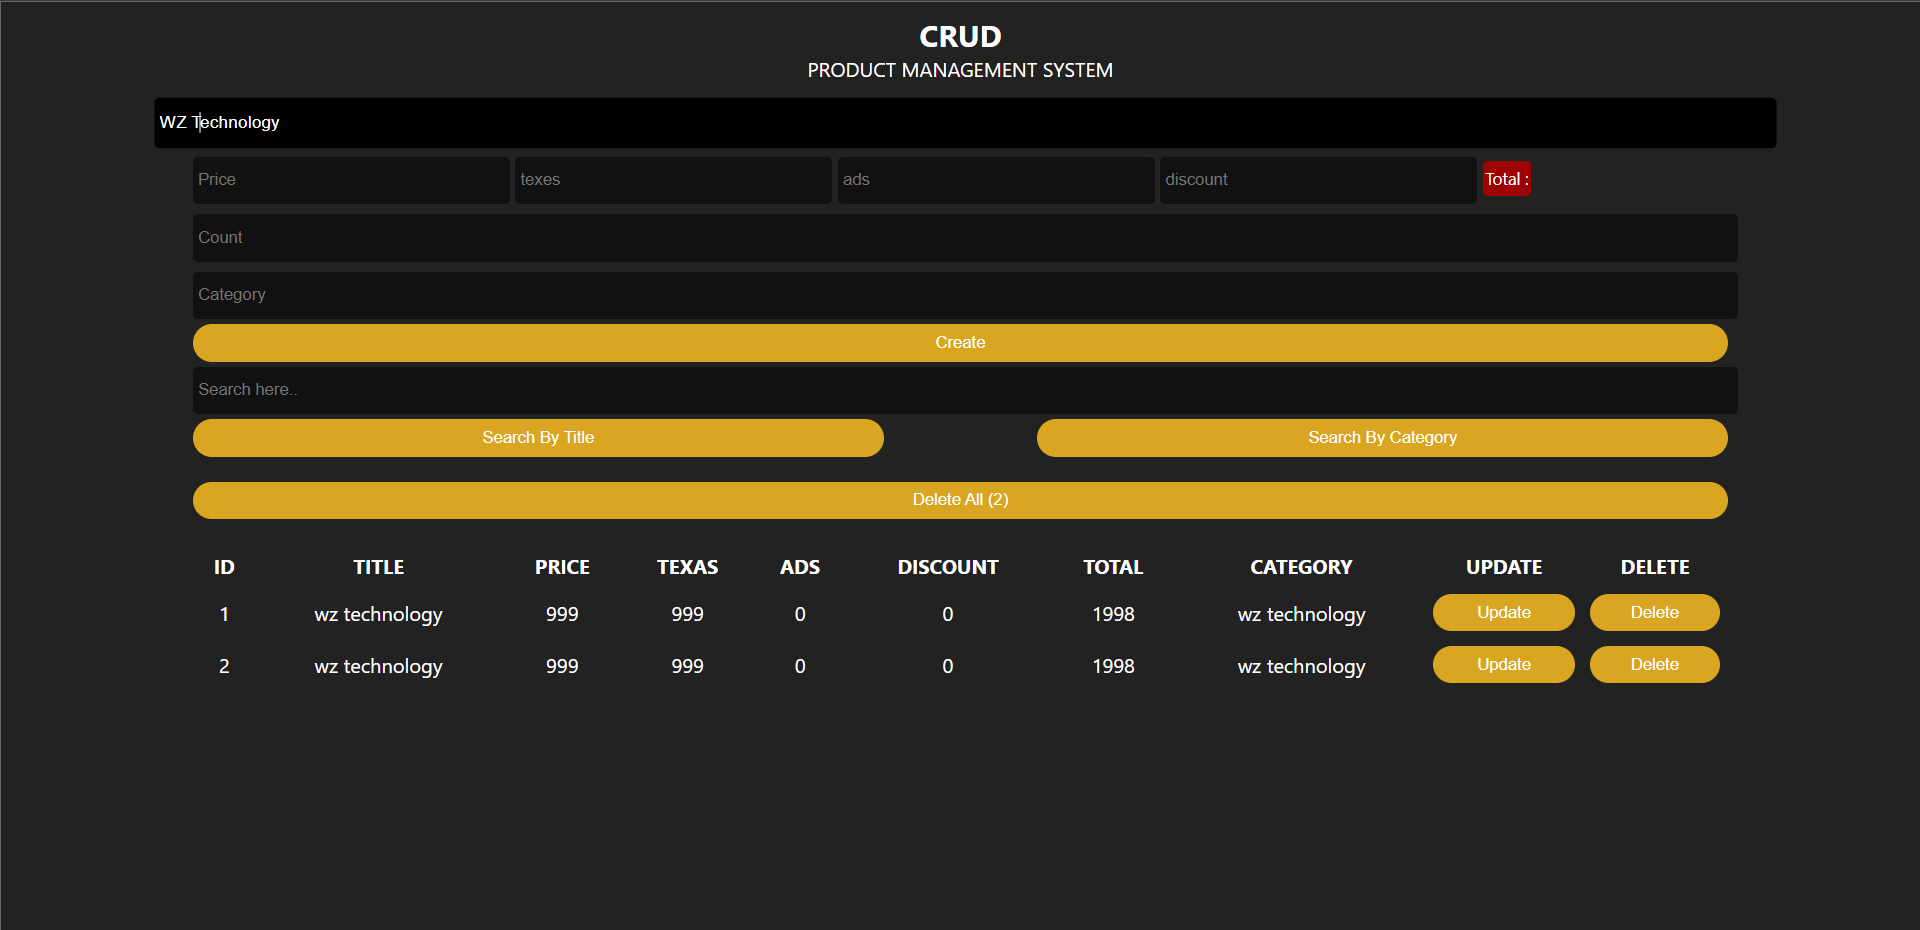 CRUD
PRODUCT MANAGEMENT SYSTEM
WZ Technology
Price texes ads discount Total :
Count
Category
Create
Search here..
Search By Title Search By Category
Delete All (2)
ID TITLE PRICE TEXAS ADS DISCOUNT TOTAL CATEGORY UPDATE DELETE
1 wz technology 999 999 0 0 1998 wz technology Update Delete
2 wz technology 999 999 0 0 1998 wz technology Update Delete